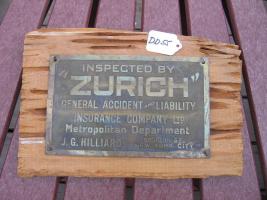 DD55
INSPECTED BY
"ZURICH"
GENERAL ACCIDENT AND LIABILITY
INSURANCE COMPANY LTD
Metropolitan Department
J. G. HILLIARD
NEW YORK CITY